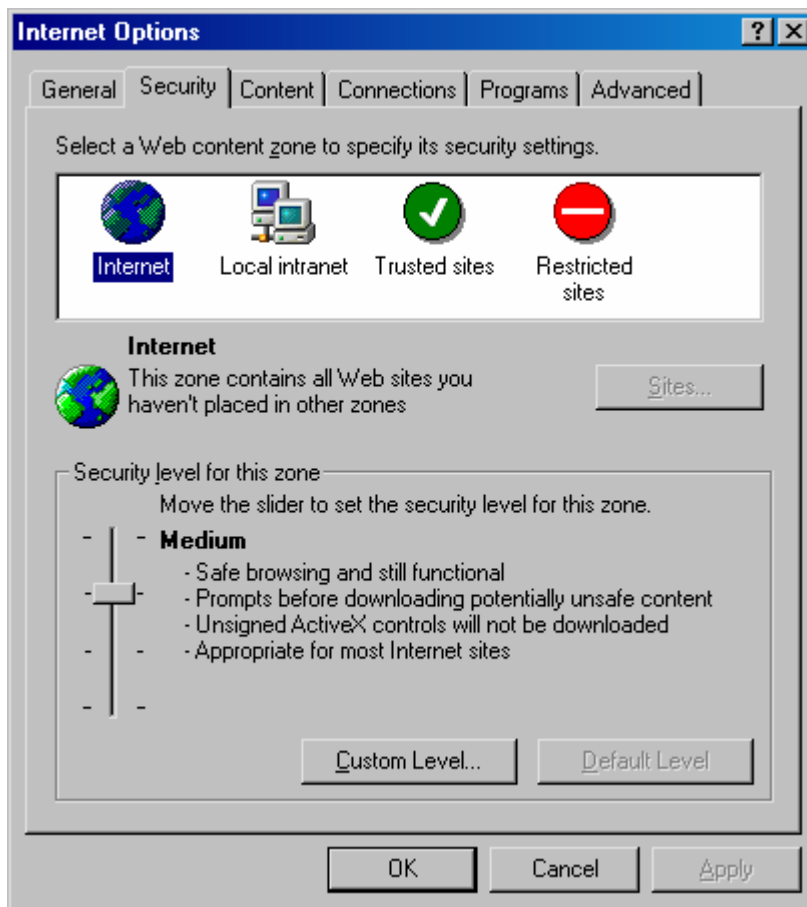 Internet Options
General Security Content Connections Programs Advanced
Select a Web content zone to specify its security settings.
Internet Local intranet Trusted sites Restricted
sites
Internet
This zone contains all Web sites you
haven't placed in other zones
Sites...
Security level for this zone
Move the slider to set the security level for this zone.
Medium
- Safe browsing and still functional
- Prompts before downloading potentially unsafe content
- Unsigned ActiveX controls will not be downloaded
- Appropriate for most Internet sites
Custom Level... Default Level
OK Cancel Apply